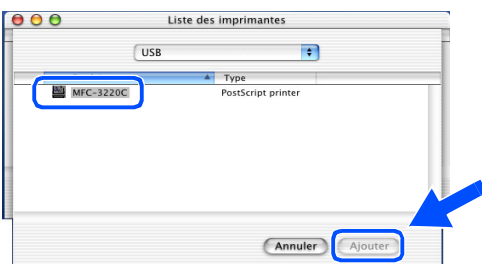 Liste des imprimantes
USB
Type
MFC-3220C PostScript printer
Annuler Ajouter